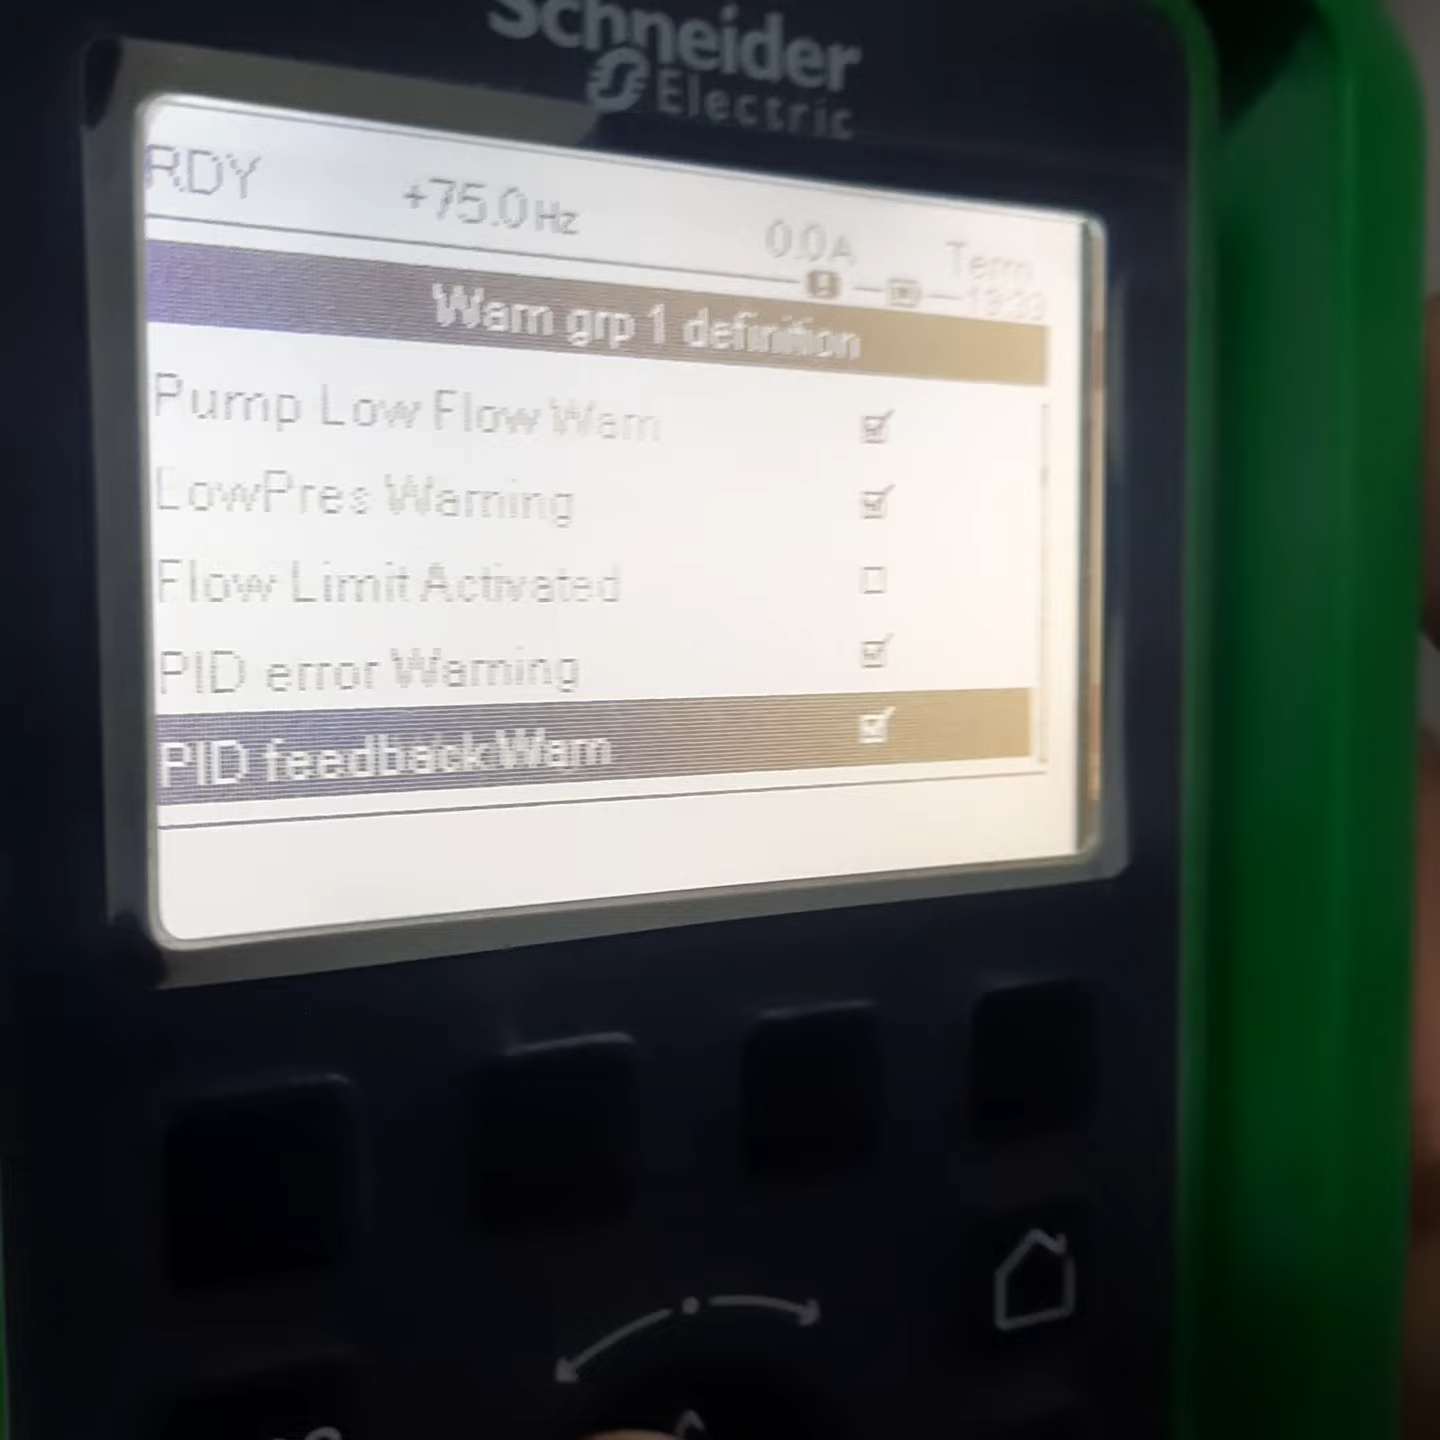 Schneider
Electric
RDY +75.0Hz 0.0A Term
Warn grp 1 definition
Pump Low Flow Warn
LowPres Warning
Flow Limit Activated
PID error Warning
PID feedback Warn